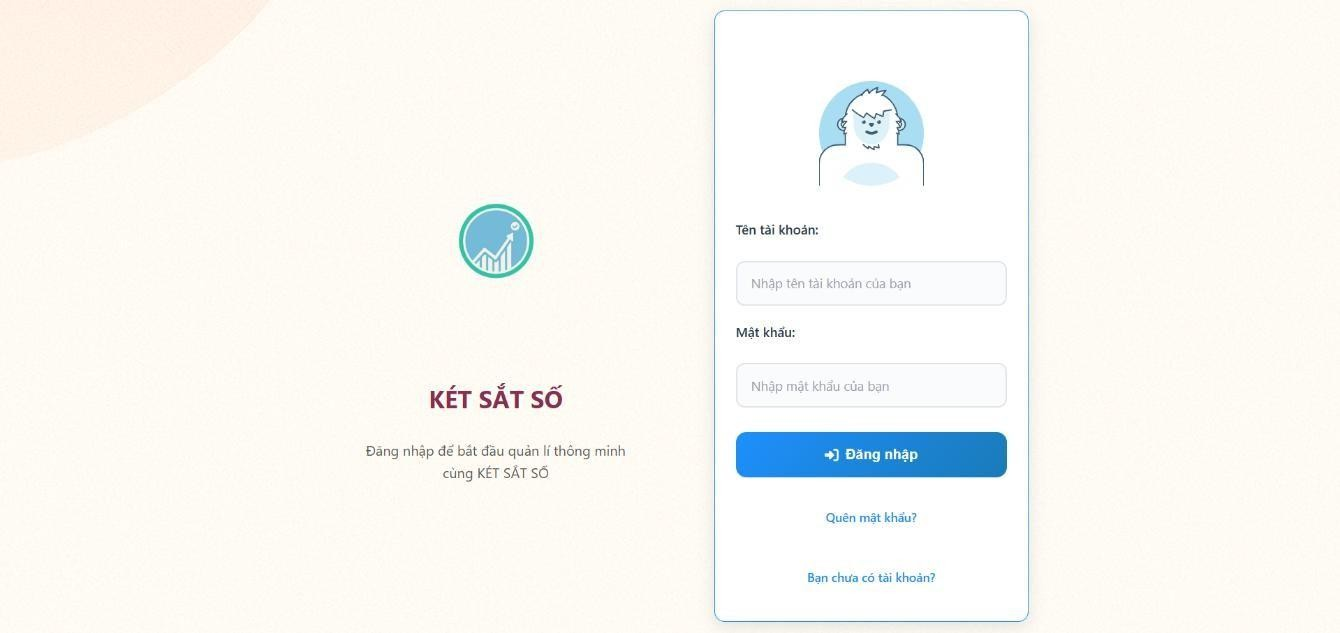 KÉT SẮT SỐ
Đăng nhập để bắt đầu quản lí thông minh
cùng KÉT SẮT SỐ
Tên tài khoản:
Nhập tên tài khoản của bạn
Mật khẩu:
Nhập mật khẩu của bạn
Đăng nhập
Quên mật khẩu?
Bạn chưa có tài khoản?